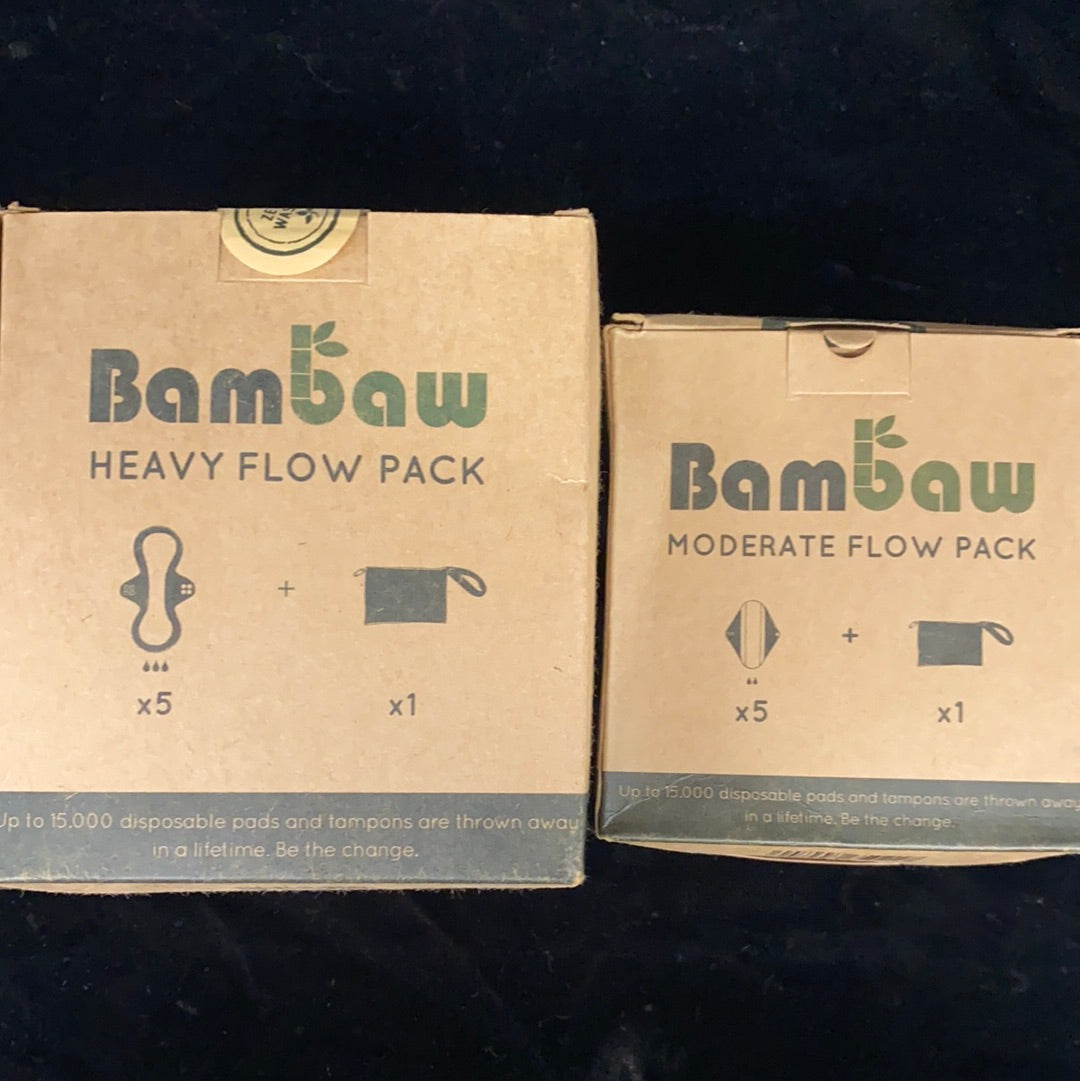 ZE
WAS
Bambaw
HEAVY FLOW PACK
+
x5
x1
Up to 15.000 disposable pads and tampons are thrown away
in a lifetime. Be the change.
Bambaw
MODERATE FLOW PACK
+
x5
x1
Up to 15.000 disposable pads and tampons are thrown away
in a lifetime. Be the change.